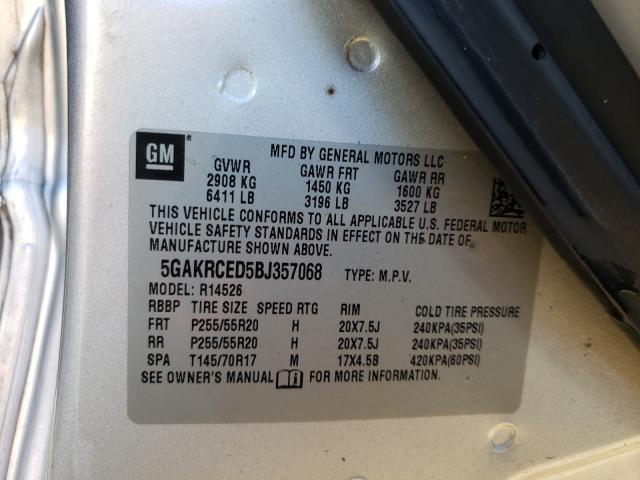 GM ®
MFD BY GENERAL MOTORS LLC
GVWR GAWR FRT GAWR RR
2908 KG 1450 KG 1600 KG
6411 LB 3196 LB 3527 LB
THIS VEHICLE CONFORMS TO ALL APPLICABLE U.S. FEDERAL MOTOR
VEHICLE SAFETY STANDARDS IN EFFECT ON THE DATE OF
MANUFACTURE SHOWN ABOVE.
5GAKRCED5BJ357068 TYPE: M.P.V.
MODEL: R14526
RBBP TIRE SIZE SPEED RTG RIM COLD TIRE PRESSURE
FRT P255/55R20 H 20X7.5J 240KPA(35PSI)
RR P255/55R20 H 20X7.5J 240KPA(35PSI)
SPA T145/70R17 M 17X4.5B 420KPA(60PSI)
SEE OWNER'S MANUAL FOR MORE INFORMATION.